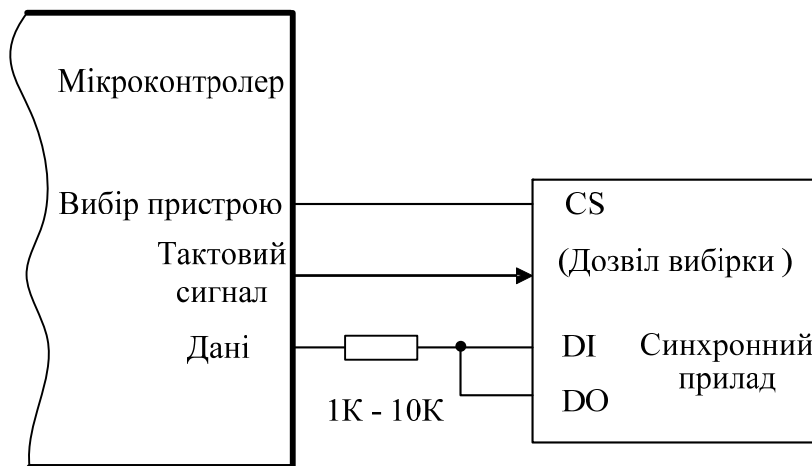 Мікроконтролер
Вибір пристрою
Тактовий
сигнал
Дані
1К - 10К
CS
(Дозвіл вибірки )
DI
DO
Синхронний
прилад